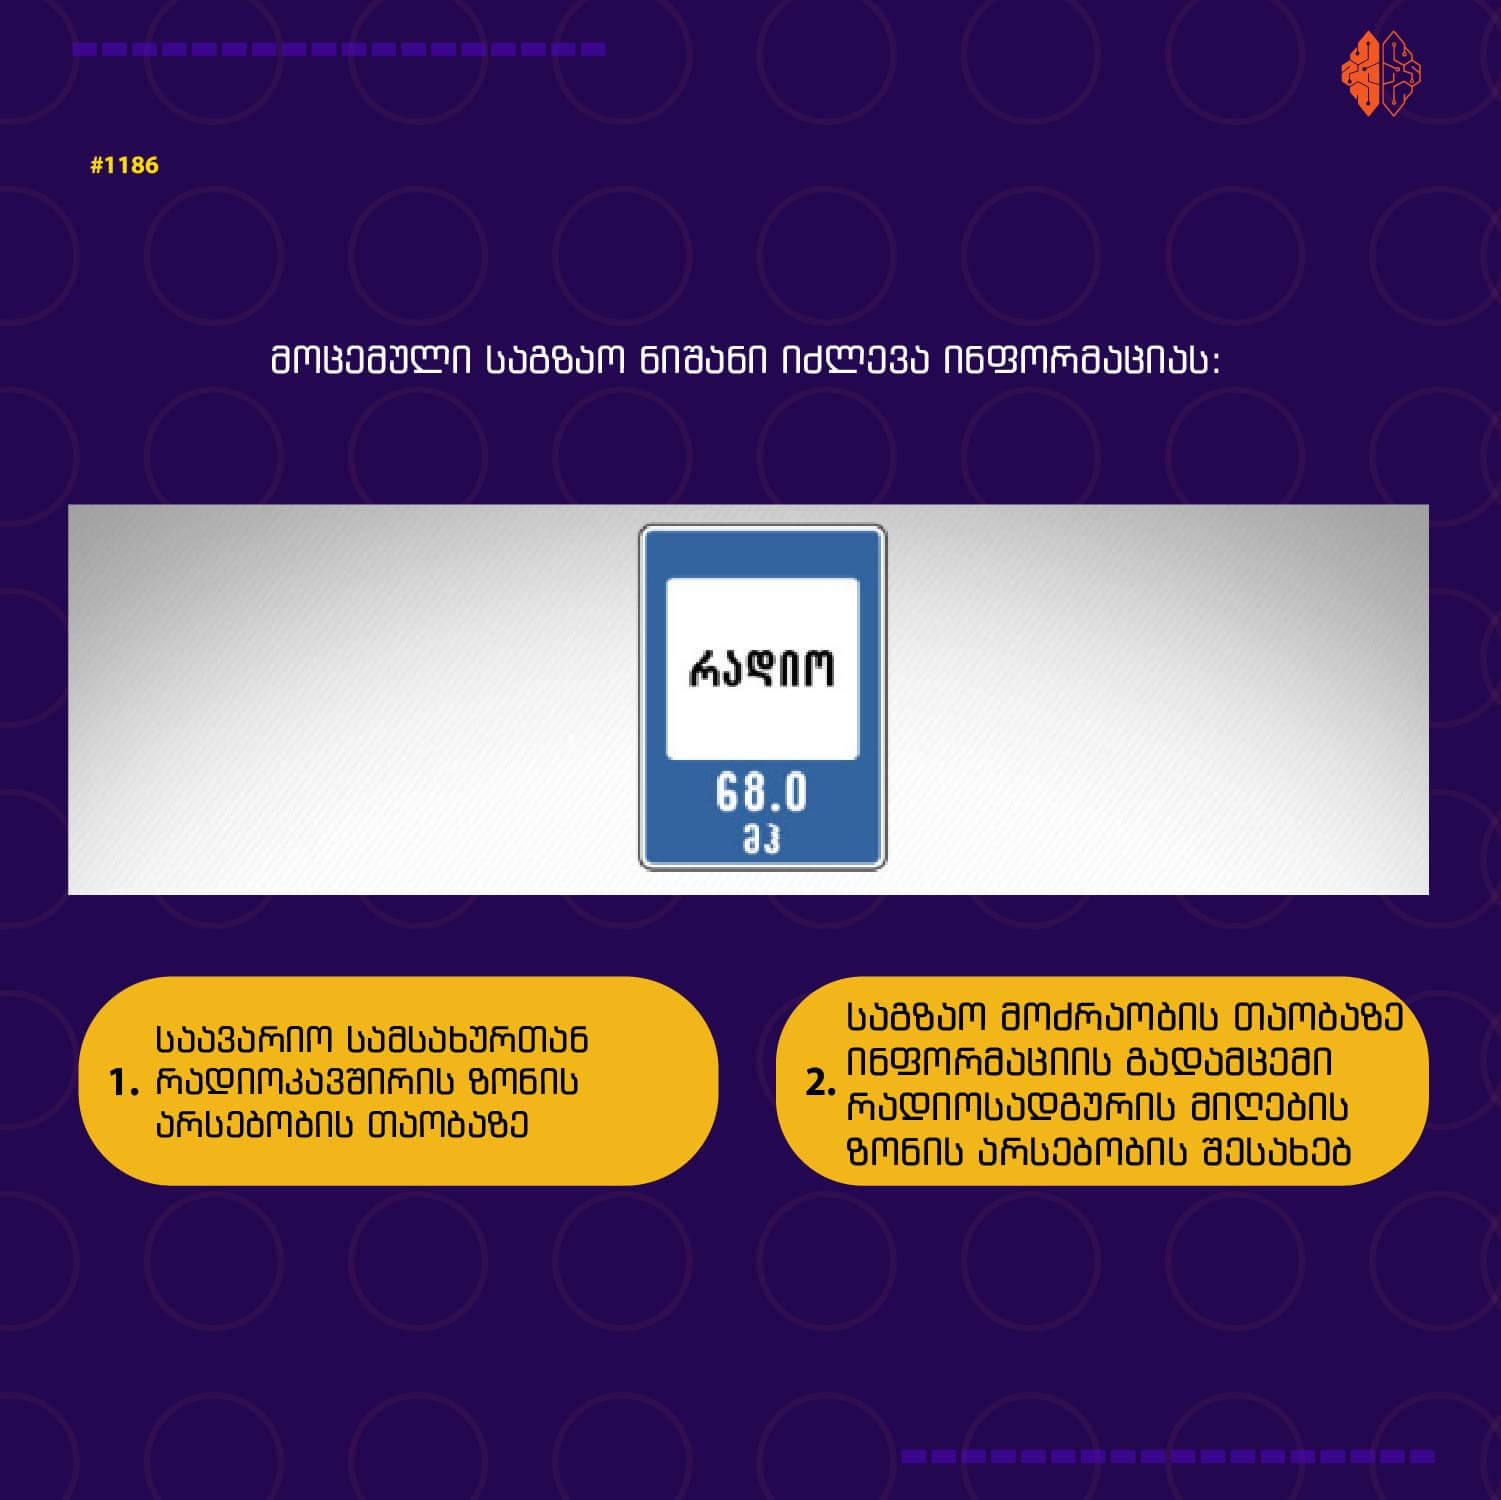 #1186
მოცემული საგზაო ნიშანი იძლევა ინფორმაციას:
რადიო
68.0
მჰ
1. საავარიო სამსახურთან
რადიოკავშირის ზონის
არსებობის თაობაზე
2. საგზაო მოძრაობის თაობაზე
ინფორმაციის გადამცემი
რადიოსადგურის მიღების
ზონის არსებობის შესახებ